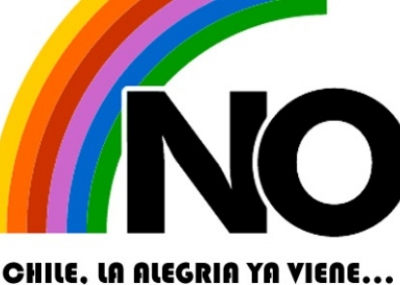 NO
CHILE, LA ALEGRIA YA VIENE...